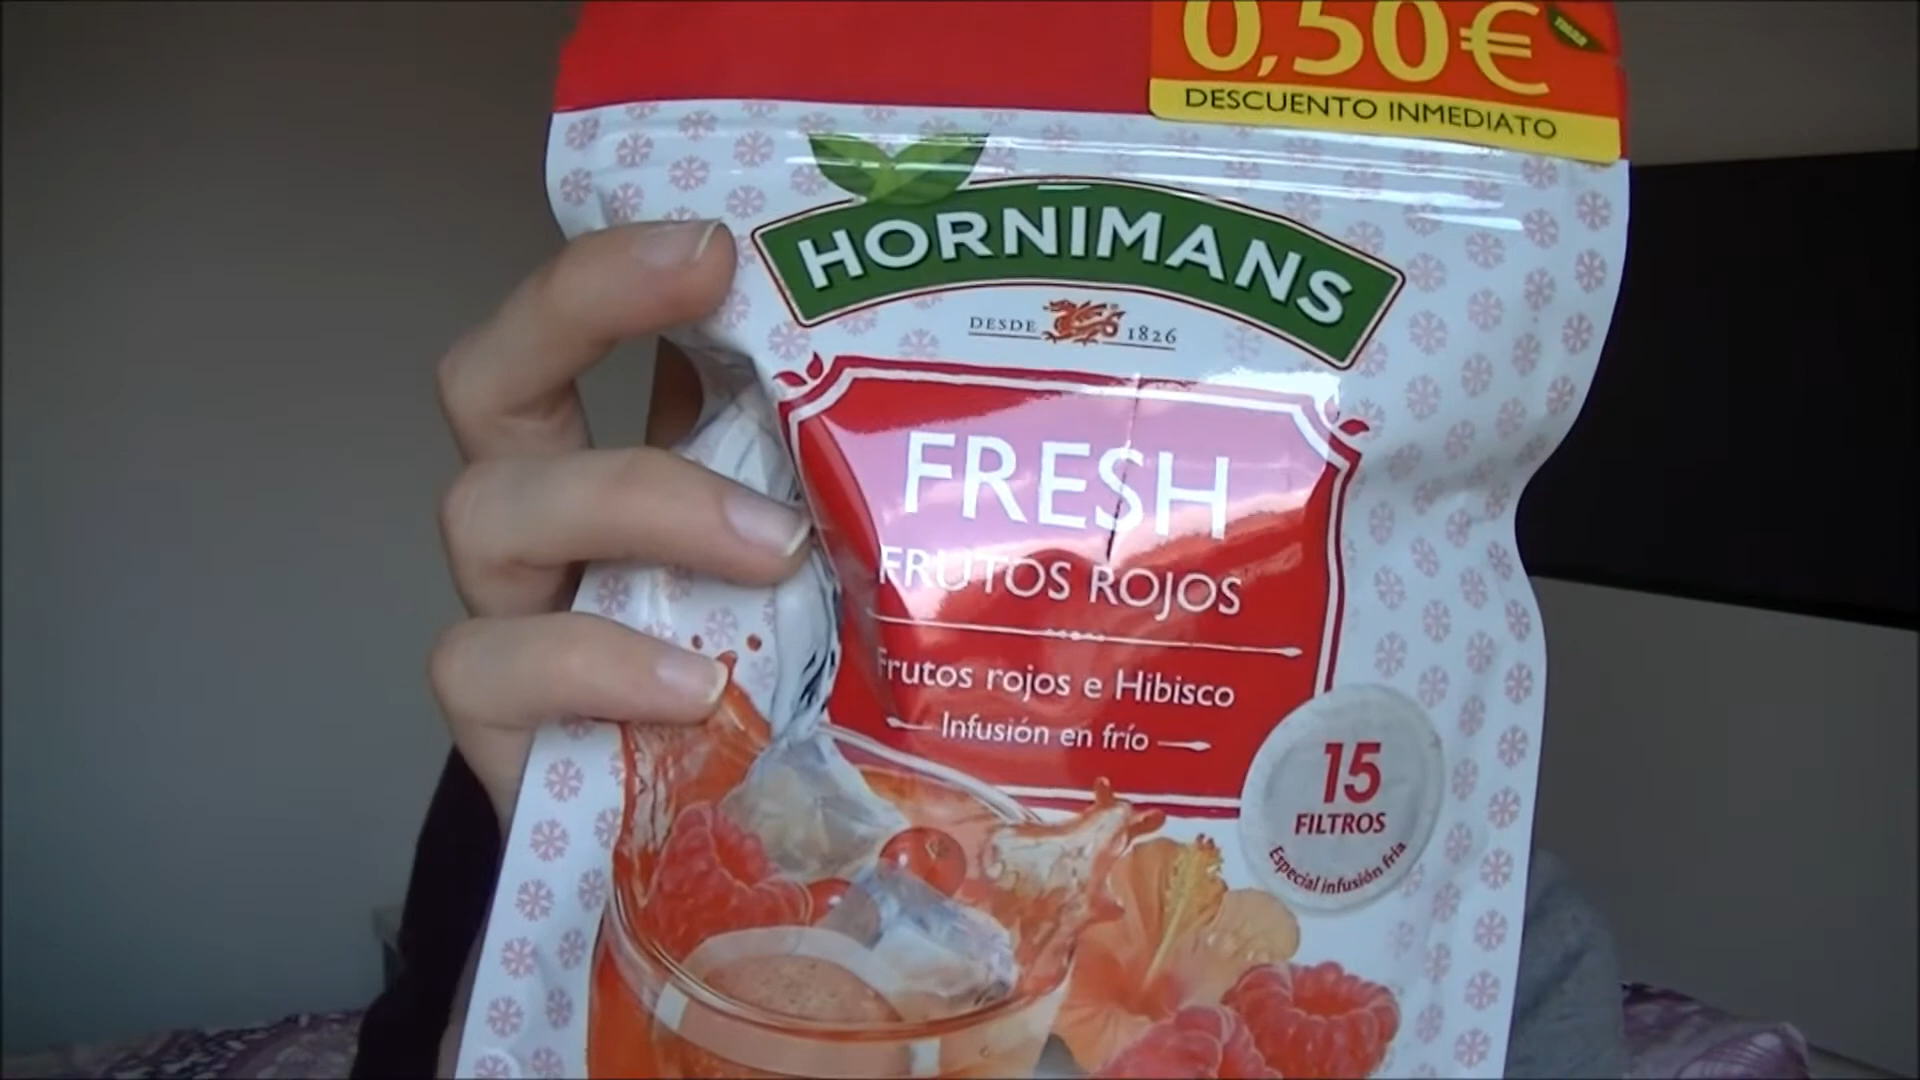 0,50€
DESCUENTO INMEDIATO
HORNIMANS
DESDE 1826
FRESH
FRUTOS ROJOS
Frutos rojos e Hibisco
Infusión en frío
15
FILTROS
Especial infusión fría